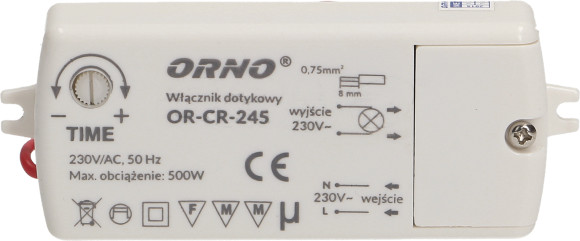 ORNO®
0,75mm²
8 mm
Włącznik dotykowy
OR-CR-245
wyjście
230V~
- +
TIME
230V/AC, 50 Hz
Max. obciążenie: 500W
CE
N
230V~ wejście
L
F M M µ